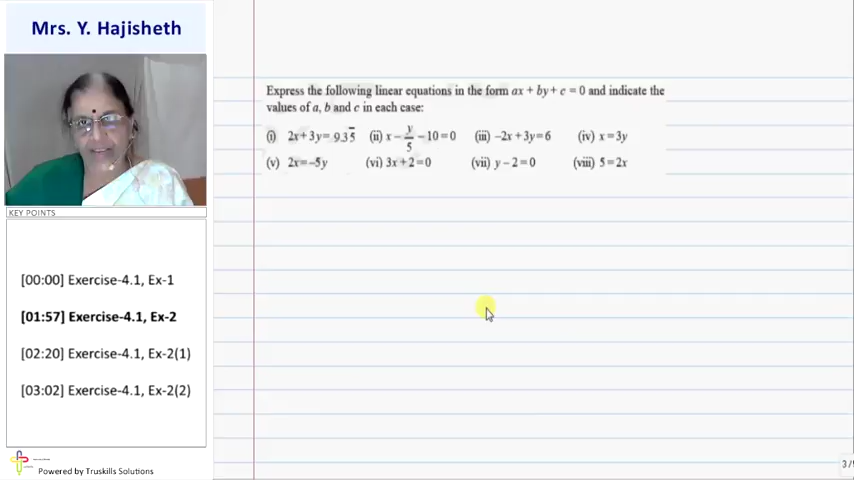 Mrs. Y. Hajisheth
KEY POINTS
[00:00] Exercise-4.1, Ex-1
[01:57] Exercise-4.1, Ex-2
[02:20] Exercise-4.1, Ex-2(1)
[03:02] Exercise-4.1, Ex-2(2)
Powered by Truskills Solutions
Express the following linear equations in the form ax + by + c = 0 and indicate the
values of a, b and c in each case:
(i) 2x + 3y = 9.35̅ (ii) x − y/5 − 10 = 0 (iii) −2x + 3y = 6 (iv) x = 3y
(v) 2x = −5y (vi) 3x + 2 = 0 (vii) y − 2 = 0 (viii) 5 = 2x
3/